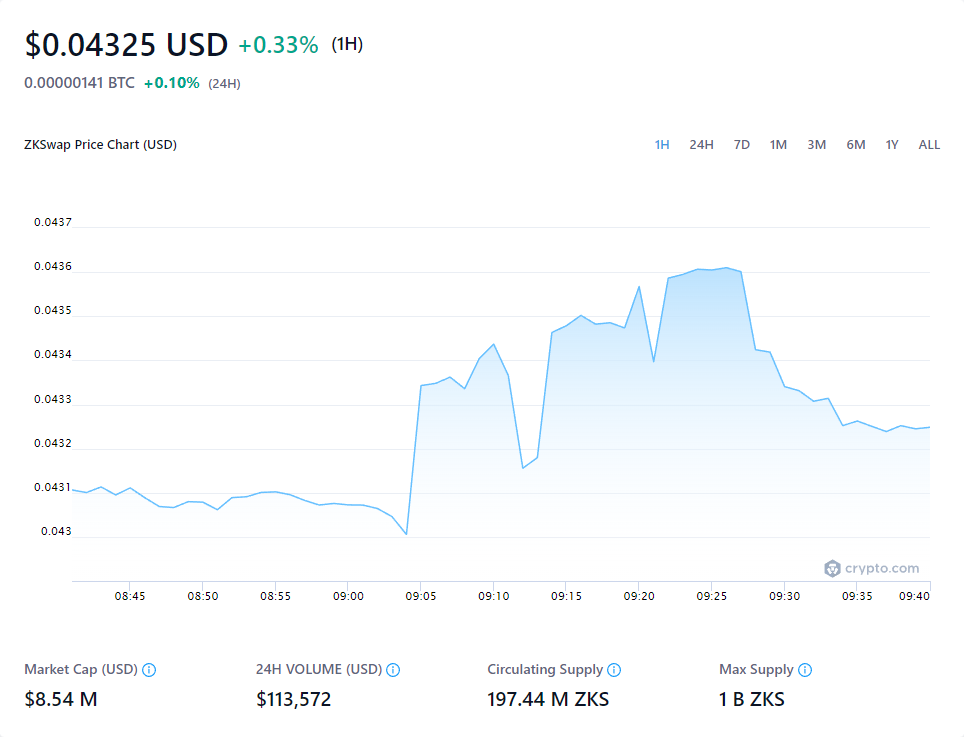 $0.04325 USD +0.33% (1H)
0.00000141 BTC +0.10% (24H)
ZKSwap Price Chart (USD) 1H 24H 7D 1M 3M 6M 1Y ALL
0.0437
0.0436
0.0435
0.0434
0.0433
0.0432
0.0431
0.043
crypto.com
08:45 08:50 08:55 09:00 09:05 09:10 09:15 09:20 09:25 09:30 09:35 09:40
Market Cap (USD) 24H VOLUME (USD) Circulating Supply Max Supply
$8.54 M $113,572 197.44 M ZKS 1 B ZKS